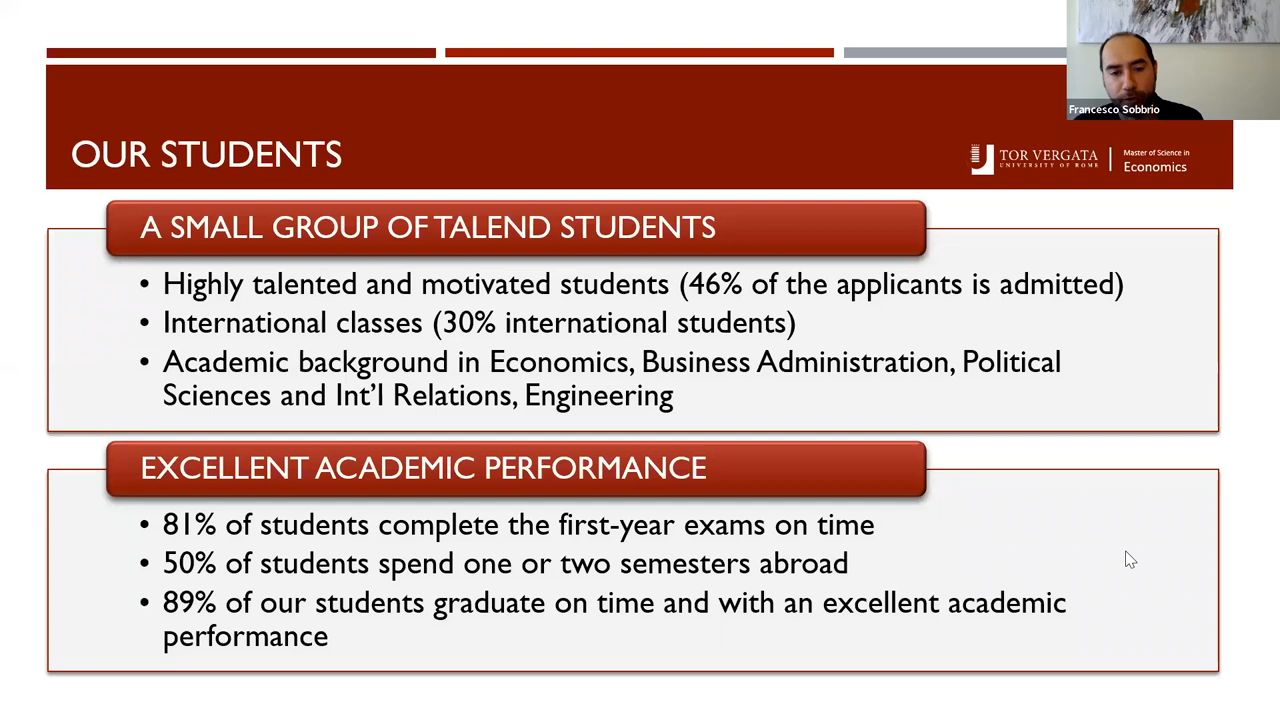 Francesco Sobbrio
OUR STUDENTS
TOR VERGATA
UNIVERSITY OF ROME
Master of Science in
Economics
A SMALL GROUP OF TALEND STUDENTS
• Highly talented and motivated students (46% of the applicants is admitted)
• International classes (30% international students)
• Academic background in Economics, Business Administration, Political
Sciences and Int'l Relations, Engineering
EXCELLENT ACADEMIC PERFORMANCE
• 81% of students complete the first-year exams on time
• 50% of students spend one or two semesters abroad
• 89% of our students graduate on time and with an excellent academic
performance